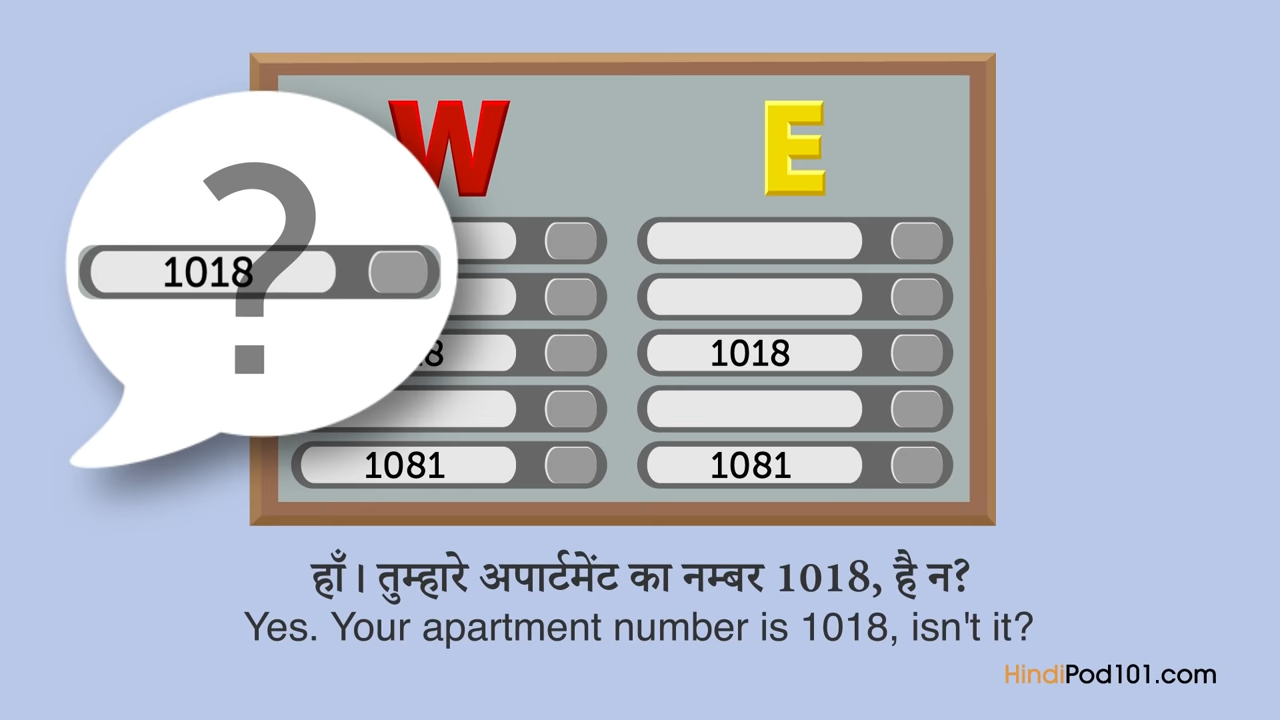 W E
1018
?
8 1018
1081 1081
हाँ। तुम्हारे अपार्टमेंट का नम्बर 1018, है न?
Yes. Your apartment number is 1018, isn't it?
HindiPod101.com